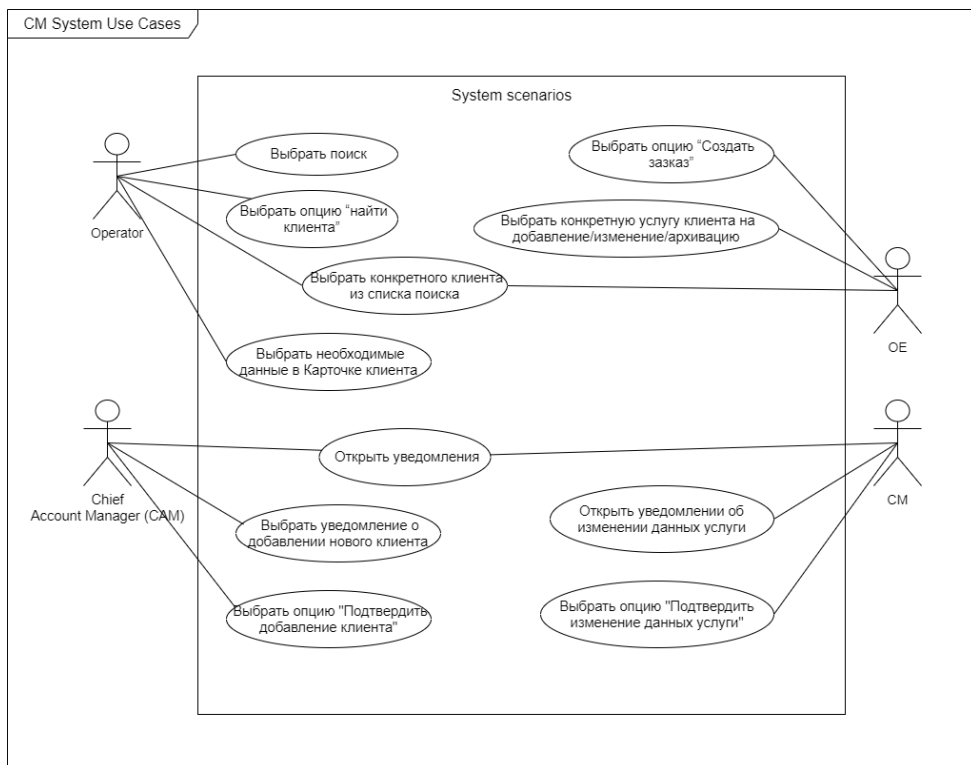 CM System Use Cases
System scenarios
Выбрать поиск
Выбрать опцию “Создать
зазказ”
Operator
Выбрать опцию “найти
клиента”
Выбрать конкретную услугу клиента на
добавление/изменение/архивацию
Выбрать конкретного клиента
из списка поиска
OE
Выбрать необходимые
данные в Карточке клиента
Открыть уведомления
Chief
Account Manager (CAM)
CM
Выбрать уведомление о
добавлении нового клиента
Открыть уведомлении об
изменении данных услуги
Выбрать опцию "Подтвердить
добавление клиента"
Выбрать опцию "Подтвердить
изменение данных услуги"